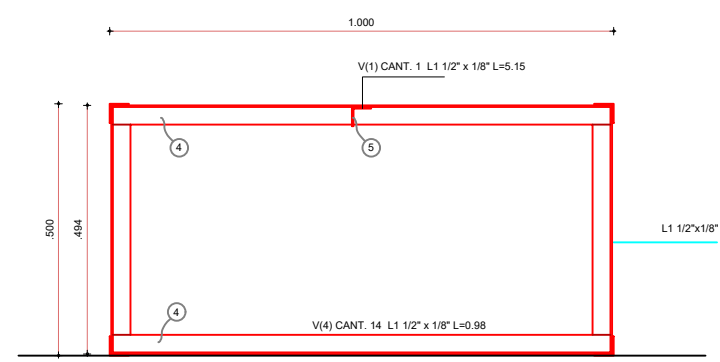 1.000
V(1) CANT. 1 L1 1/2" x 1/8" L=5.15
4
5
.500
.494
L1 1/2"x1/8"
4
V(4) CANT. 14 L1 1/2" x 1/8" L=0.98